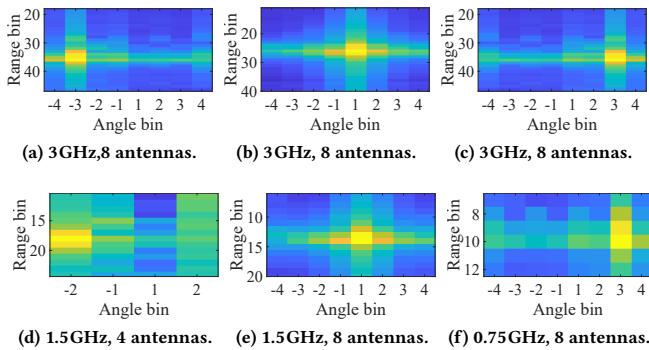 20
30
40
-4 -3 -2 -1 1 2 3 4
Range bin
Angle bin
(a) 3GHz,8 antennas.
20
30
40
-4 -3 -2 -1 1 2 3 4
Range bin
Angle bin
(b) 3GHz, 8 antennas.
20
30
40
-4 -3 -2 -1 1 2 3 4
Range bin
Angle bin
(c) 3GHz, 8 antennas.
15
20
-2 -1 1 2
Range bin
Angle bin
(d) 1.5GHz, 4 antennas.
10
15
20
-4 -3 -2 -1 1 2 3 4
Range bin
Angle bin
(e) 1.5GHz, 8 antennas.
8
10
12
-4 -3 -2 -1 1 2 3 4
Range bin
Angle bin
(f) 0.75GHz, 8 antennas.